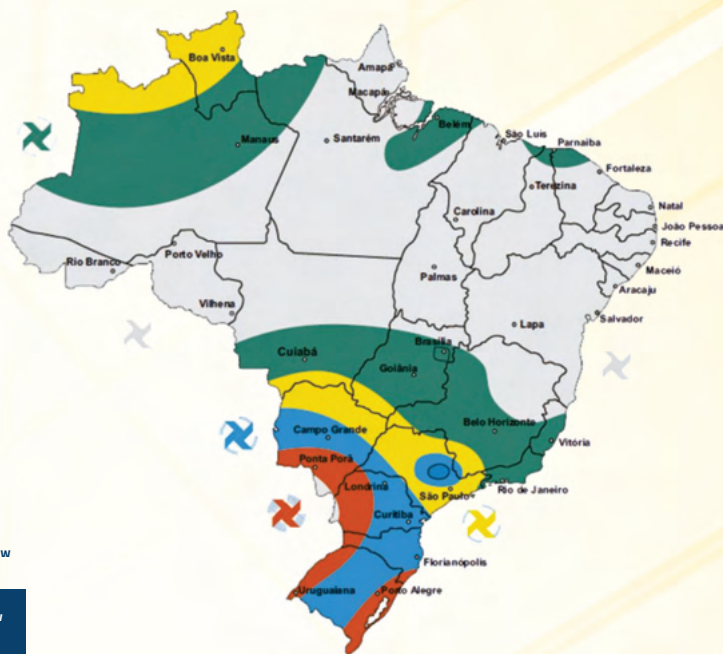 Boa Vista
Amapá
Macapá
Belém
Manaus
Santarém
São Luis
Parnaíba
Fortaleza
Terezina
Natal
Carolina
João Pessoa
Recife
Porto Velho
Rio Branco
Palmas
Maceió
Aracaju
Vilhena
Salvador
Lapa
Brasília
Cuiabá
Goiânia
Belo Horizonte
Campo Grande
Vitória
Ponta Porã
Londrina
São Paulo
Rio de Janeiro
Curitiba
w
Florianópolis
Uruguaiana
Porto Alegre